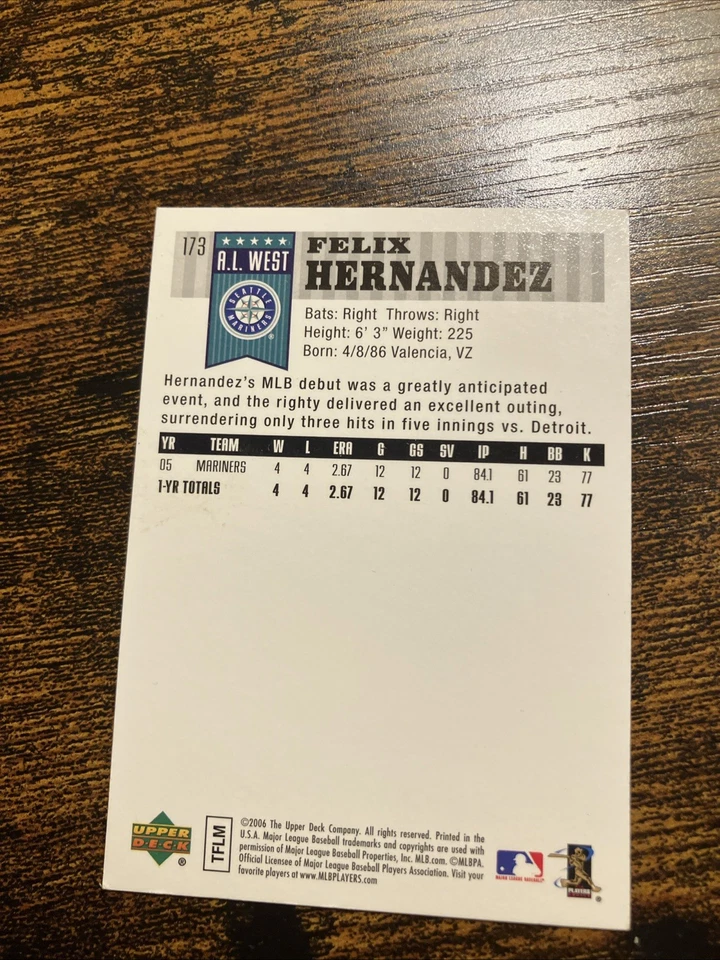 173
★★★★★
A.L. WEST
SEATTLE MARINERS ®
FELIX
HERNANDEZ
Bats: Right Throws: Right
Height: 6' 3" Weight: 225
Born: 4/8/86 Valencia, VZ
Hernandez's MLB debut was a greatly anticipated
event, and the righty delivered an excellent outing,
surrendering only three hits in five innings vs. Detroit.
YR TEAM W L ERA G GS SV IP H BB K
05 MARINERS 4 4 2.67 12 12 0 84.1 61 23 77
1-YR TOTALS 4 4 2.67 12 12 0 84.1 61 23 77
UPPER
DECK
®
TFLM
©2006 The Upper Deck Company. All rights reserved. Printed in the
U.S.A. Major League Baseball trademarks and copyrights are used with
permission of Major League Baseball Properties, Inc. MLB.com. ©MLBPA.
Official Licensee of Major League Baseball Players Association. Visit your
favorite players at www.MLBPLAYERS.com
MAJOR LEAGUE BASEBALL
PLAYERS
®